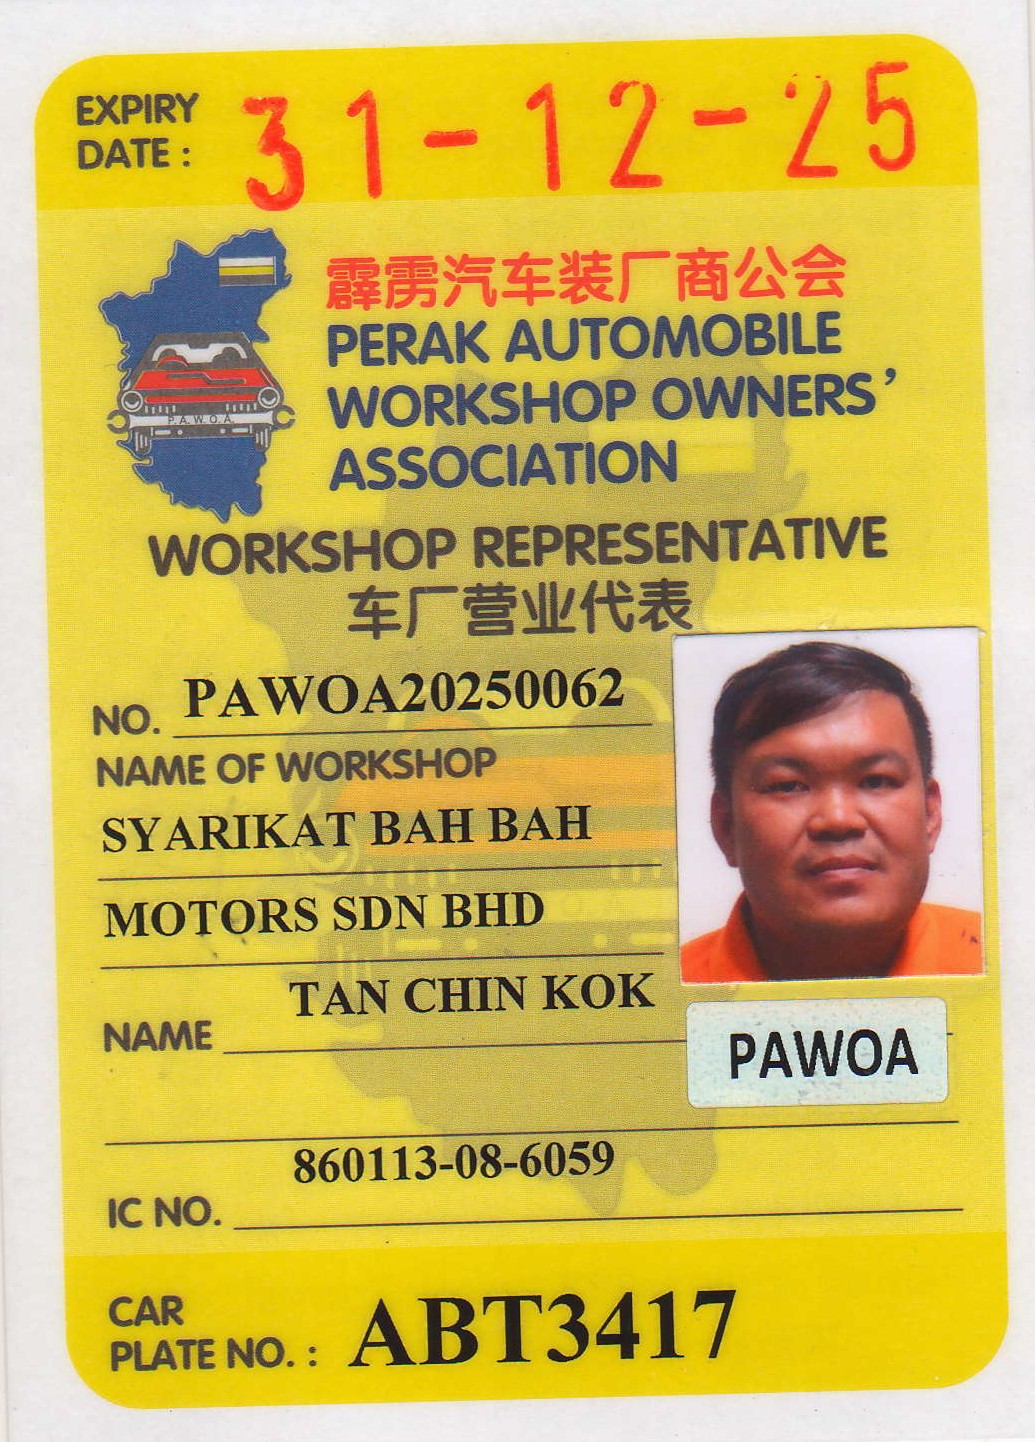 EXPIRY
DATE : 31-12-25
霹雳汽车装厂商公会
PERAK AUTOMOBILE
WORKSHOP OWNERS'
ASSOCIATION
P.A.W.O.A.
WORKSHOP REPRESENTATIVE
车厂营业代表
NO. PAWOA20250062
NAME OF WORKSHOP
SYARIKAT BAH BAH
MOTORS SDN BHD
NAME TAN CHIN KOK
PAWOA
IC NO. 860113-08-6059
CAR
PLATE NO. : ABT3417